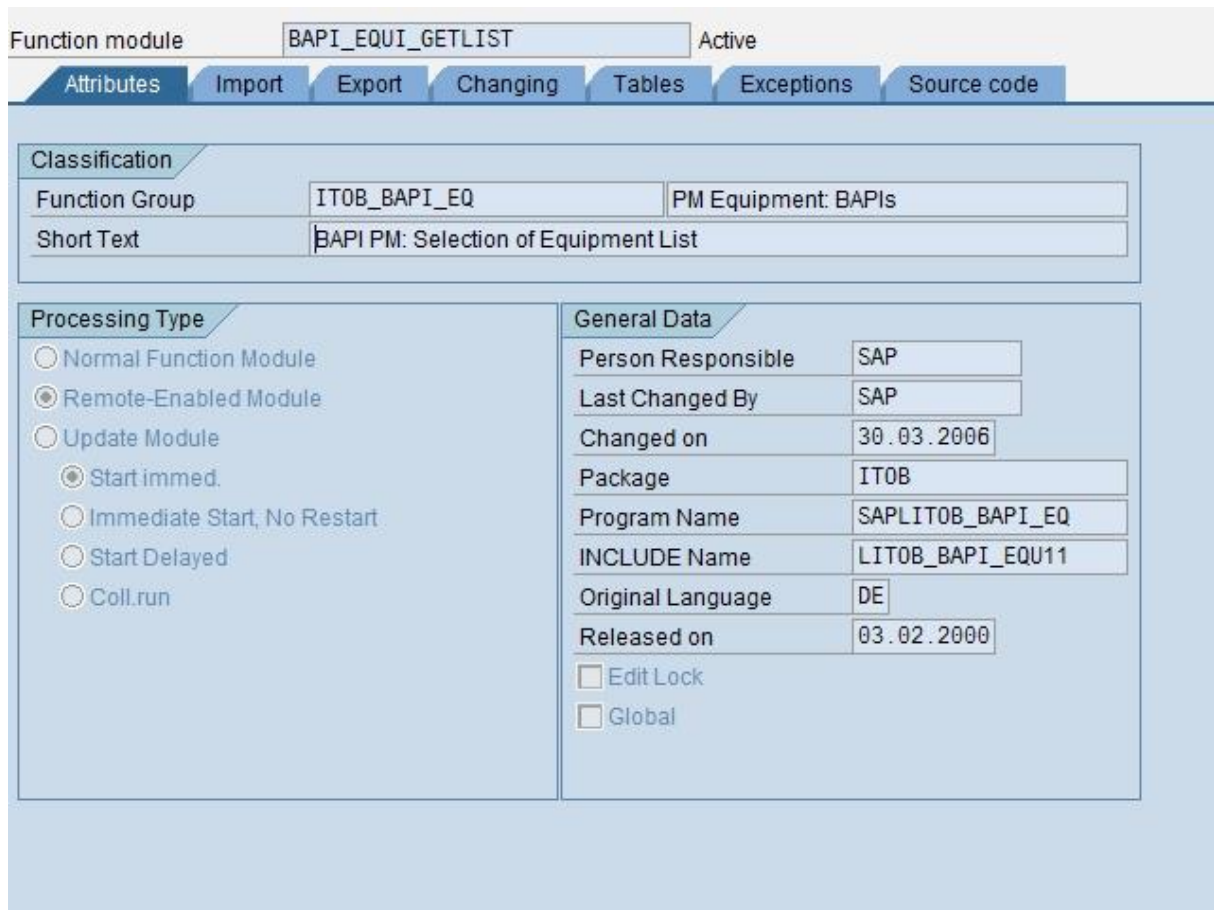 Function module BAPI_EQUI_GETLIST Active
Attributes Import Export Changing Tables Exceptions Source code
Classification
Function Group ITOB_BAPI_EQ PM Equipment: BAPIs
Short Text BAPI PM: Selection of Equipment List
Processing Type
Normal Function Module
Remote-Enabled Module
Update Module
Start immed.
Immediate Start, No Restart
Start Delayed
Coll.run
General Data
Person Responsible SAP
Last Changed By SAP
Changed on 30.03.2006
Package ITOB
Program Name SAPLITOB_BAPI_EQ
INCLUDE Name LITOB_BAPI_EQU11
Original Language DE
Released on 03.02.2000
Edit Lock
Global